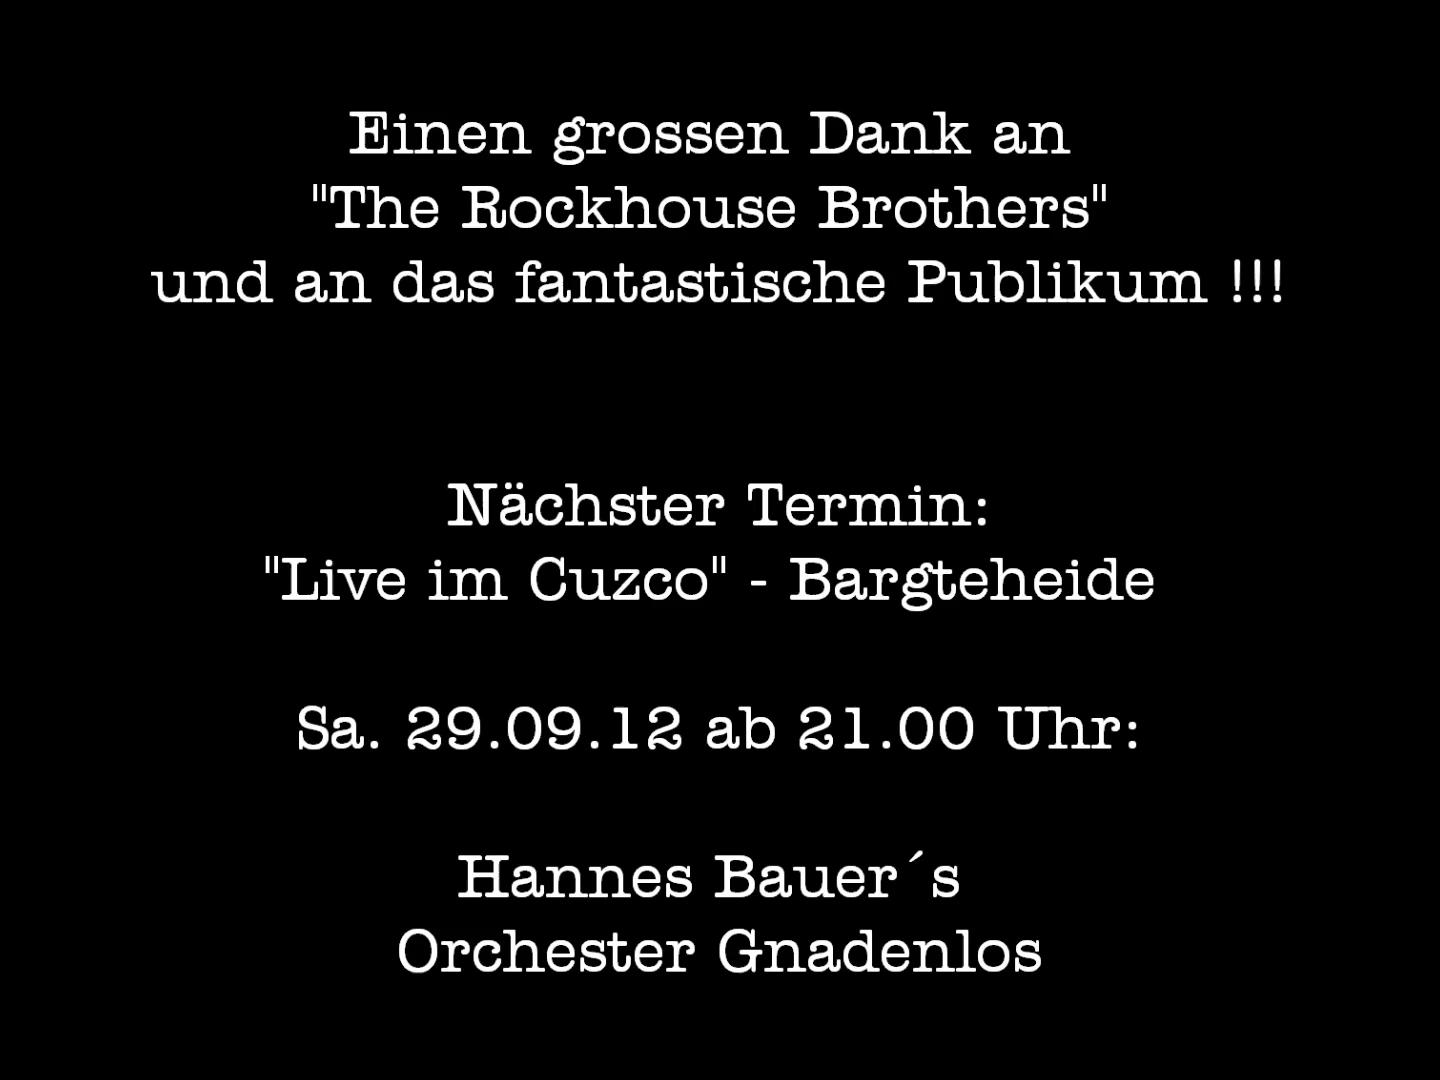 Einen grossen Dank an
"The Rockhouse Brothers"
und an das fantastische Publikum !!!
Nächster Termin:
"Live im Cuzco" - Bargteheide
Sa. 29.09.12 ab 21.00 Uhr:
Hannes Bauer´s
Orchester Gnadenlos